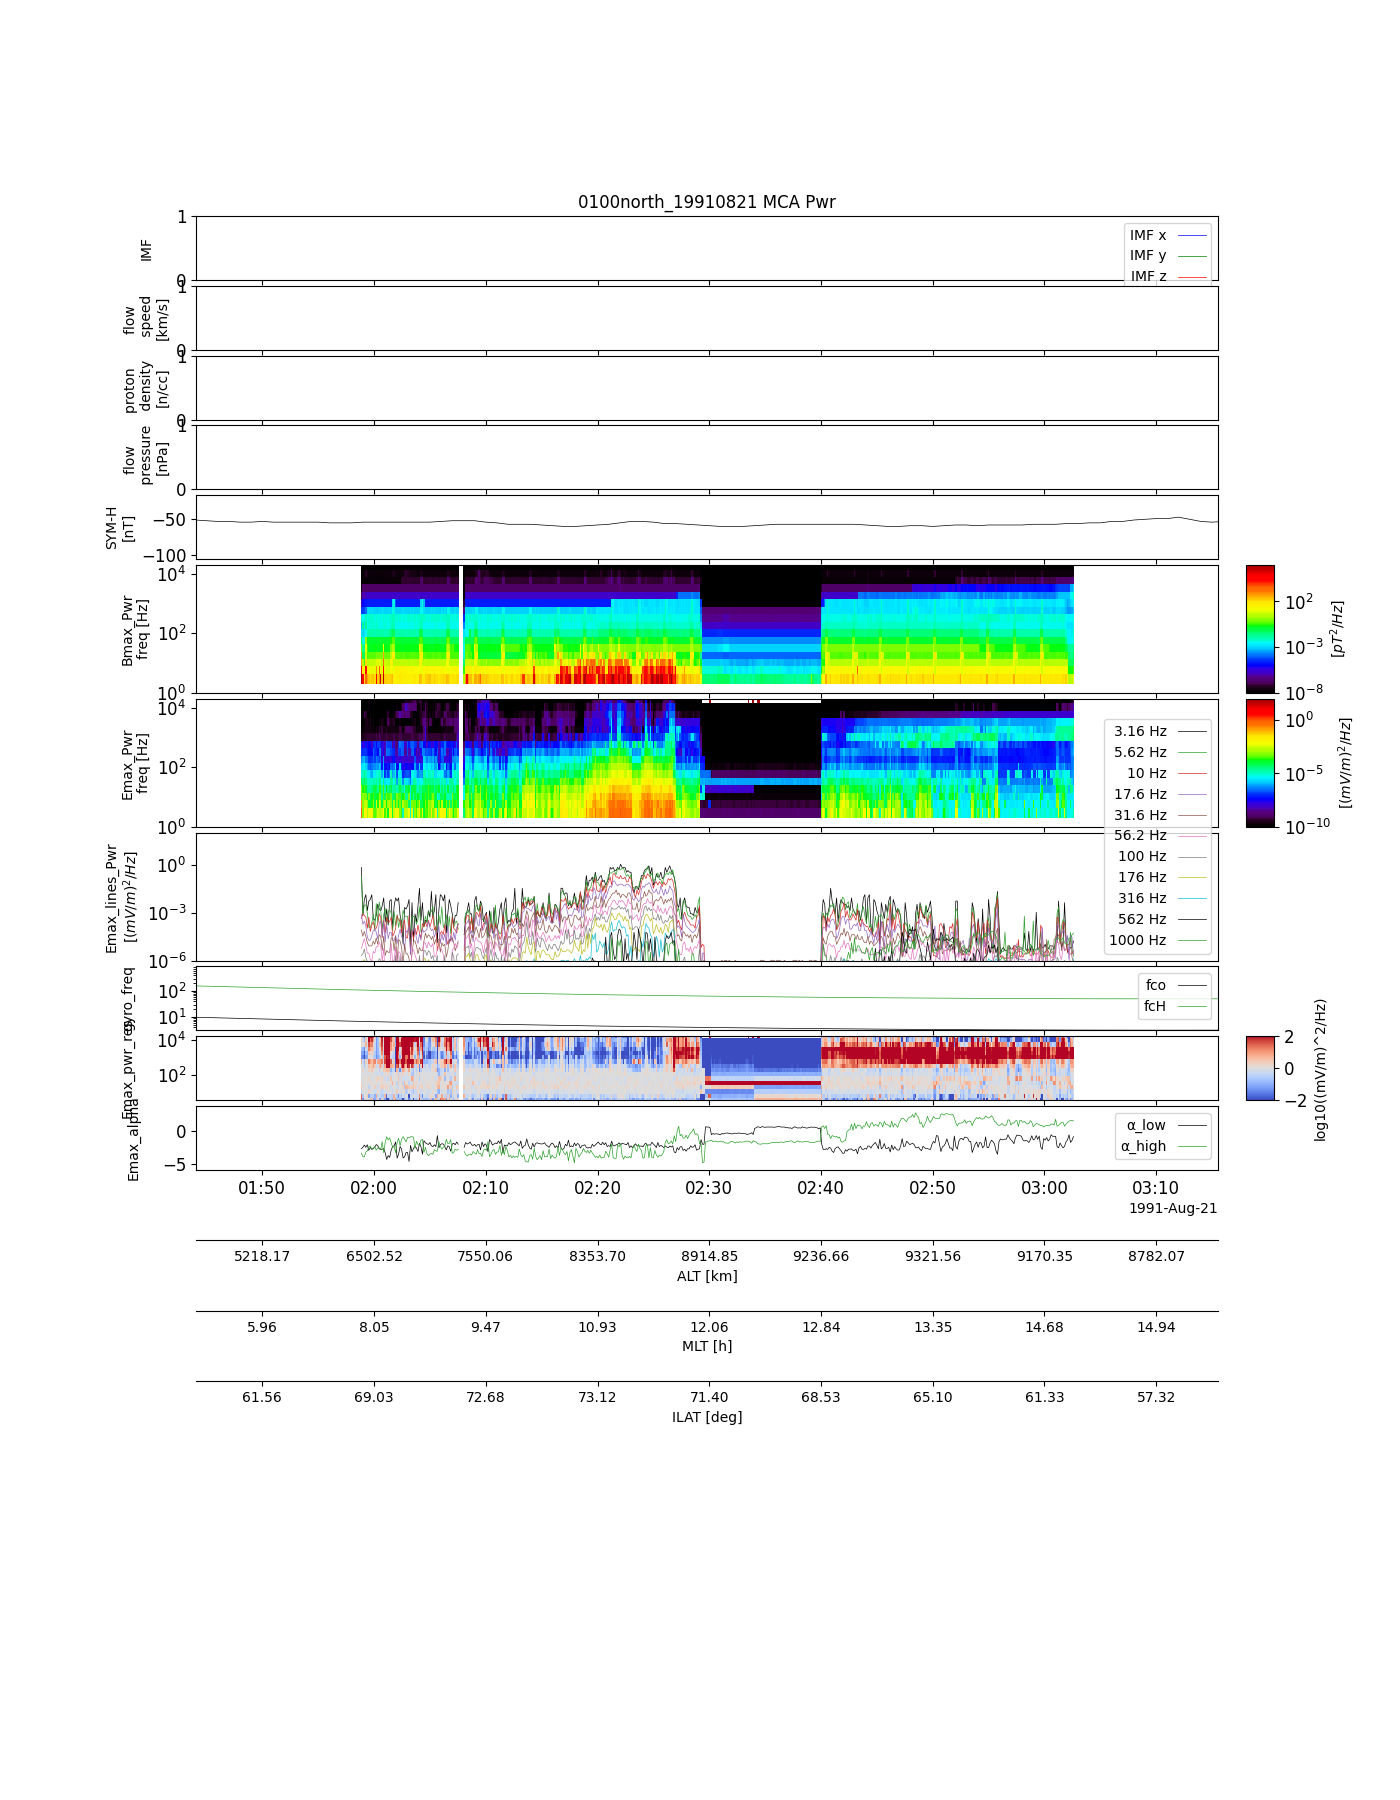 0100north_19910821 MCA Pwr
1
0
IMF
IMF x
IMF y
IMF z
1
0
flow
speed
[km/s]
1
0
proton
density
[n/cc]
1
0
flow
pressure
[nPa]
−50
−100
SYM-H
[nT]
10^4
10^2
10^0
Bmax_Pwr
freq [Hz]
10^2
10^-3
10^-8
[pT^2/Hz]
10^4
10^2
10^0
Emax_Pwr
freq [Hz]
10^0
10^-5
10^-10
[(mV/m)^2/Hz]
3.16 Hz
5.62 Hz
10 Hz
17.6 Hz
31.6 Hz
56.2 Hz
100 Hz
176 Hz
316 Hz
562 Hz
1000 Hz
10^0
10^-3
10^-6
Emax_lines_Pwr
[(mV/m)^2/Hz]
10^2
10^1
gyro_freq
fco
fcH
10^4
10^2
Emax_pwr_reg
2
0
−2
log10((mV/m)^2/Hz)
0
−5
Emax_alpha
α_low
α_high
01:50 02:00 02:10 02:20 02:30 02:40 02:50 03:00 03:10
1991-Aug-21
5218.17 6502.52 7550.06 8353.70 8914.85 9236.66 9321.56 9170.35 8782.07
ALT [km]
5.96 8.05 9.47 10.93 12.06 12.84 13.35 14.68 14.94
MLT [h]
61.56 69.03 72.68 73.12 71.40 68.53 65.10 61.33 57.32
ILAT [deg]